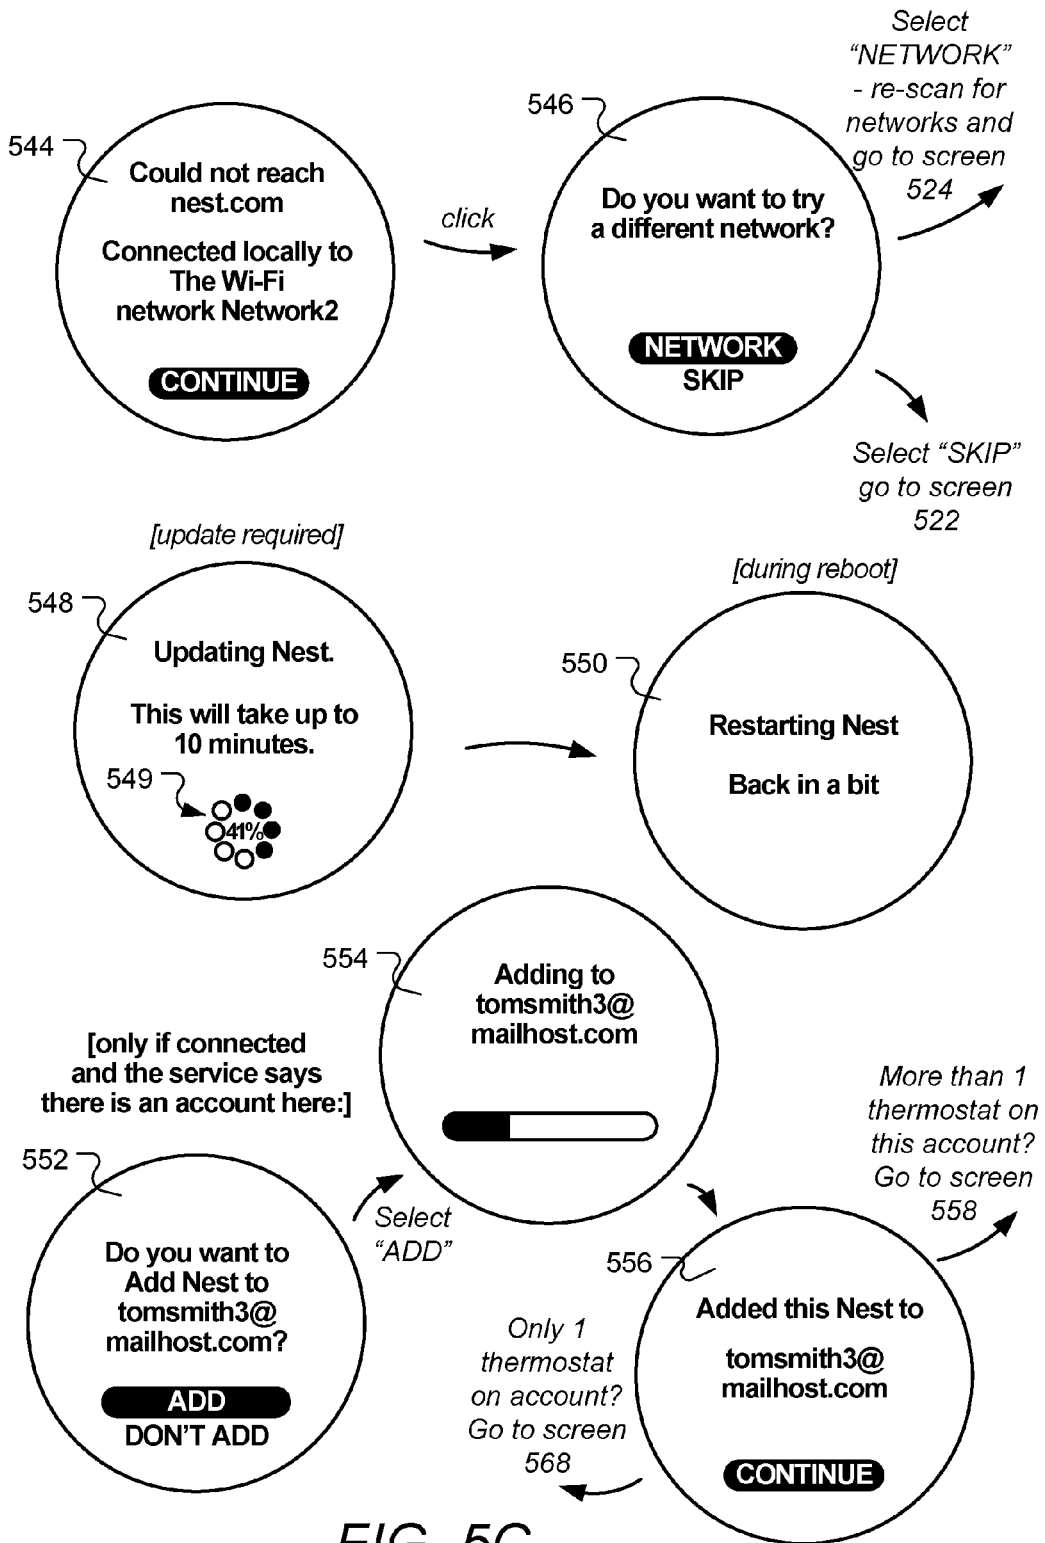 544
Could not reach
nest.com
Connected locally to
The Wi-Fi
network Network2
CONTINUE
click
546
Do you want to try
a different network?
NETWORK
SKIP
Select
“NETWORK”
- re-scan for
networks and
go to screen
524
Select “SKIP”
go to screen
522
[update required]
548
Updating Nest.
This will take up to
10 minutes.
549
41%
[during reboot]
550
Restarting Nest
Back in a bit
554
Adding to
tomsmith3@
mailhost.com
[only if connected
and the service says
there is an account here:]
552
Do you want to
Add Nest to
tomsmith3@
mailhost.com?
ADD
DON'T ADD
Select
“ADD”
556
Added this Nest to
tomsmith3@
mailhost.com
CONTINUE
More than 1
thermostat on
this account?
Go to screen
558
Only 1
thermostat
on account?
Go to screen
568
FIG. 5C